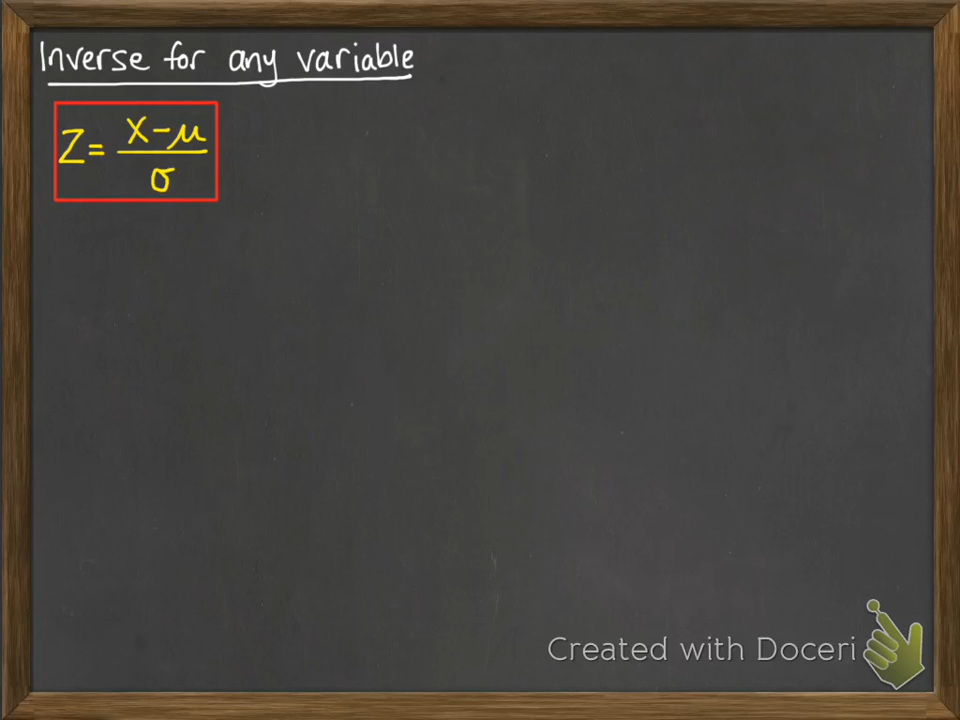 Inverse for any variable
Z = X-μ / σ
Created with Doceri